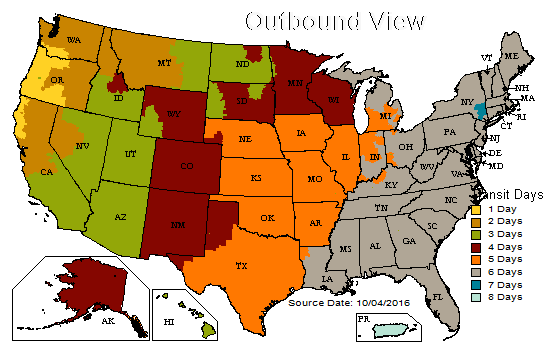 Outbound View
WA
MT
ND
MN
OR
ID
WY
SD
WI
NV
UT
CO
NE
IA
IL
MI
IN
OH
CA
AZ
NM
KS
MO
KY
WV
VA
PA
NY
VT
ME
NH
MA
RI
CT
NJ
DE
MD
NC
TN
OK
AR
TX
LA
MS
AL
GA
SC
FL
AK
HI
PR
nsit Days
1 Day
2 Days
3 Days
4 Days
5 Days
6 Days
7 Days
8 Days
Source Date: 10/04/2016